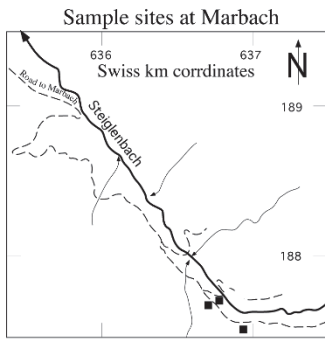 Sample sites at Marbach
636
637
Swiss km corrdinates
N
Road to Marbach
189
Steiglenbach
188